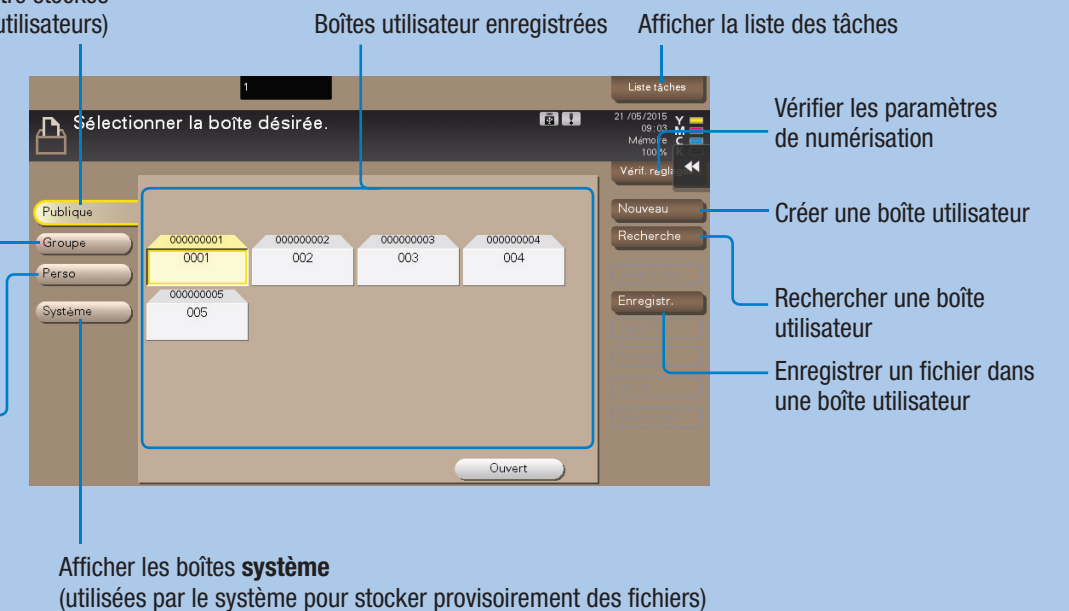 utilisateurs)
Boîtes utilisateur enregistrées
Afficher la liste des tâches
1
Liste tâches
Sélectionner la boîte désirée.
21/05/2015
09:03
Mémoire
100 %
Y
M
C
K
Vérifier les paramètres
de numérisation
Vérif. régla
Publique
Nouveau
Créer une boîte utilisateur
Groupe
Recherche
000000001
000000002
000000003
000000004
0001
002
003
004
Perso
000000005
005
Système
Enregistr.
Rechercher une boîte
utilisateur
Enregistrer un fichier dans
une boîte utilisateur
Ouvert
Afficher les boîtes système
(utilisées par le système pour stocker provisoirement des fichiers)